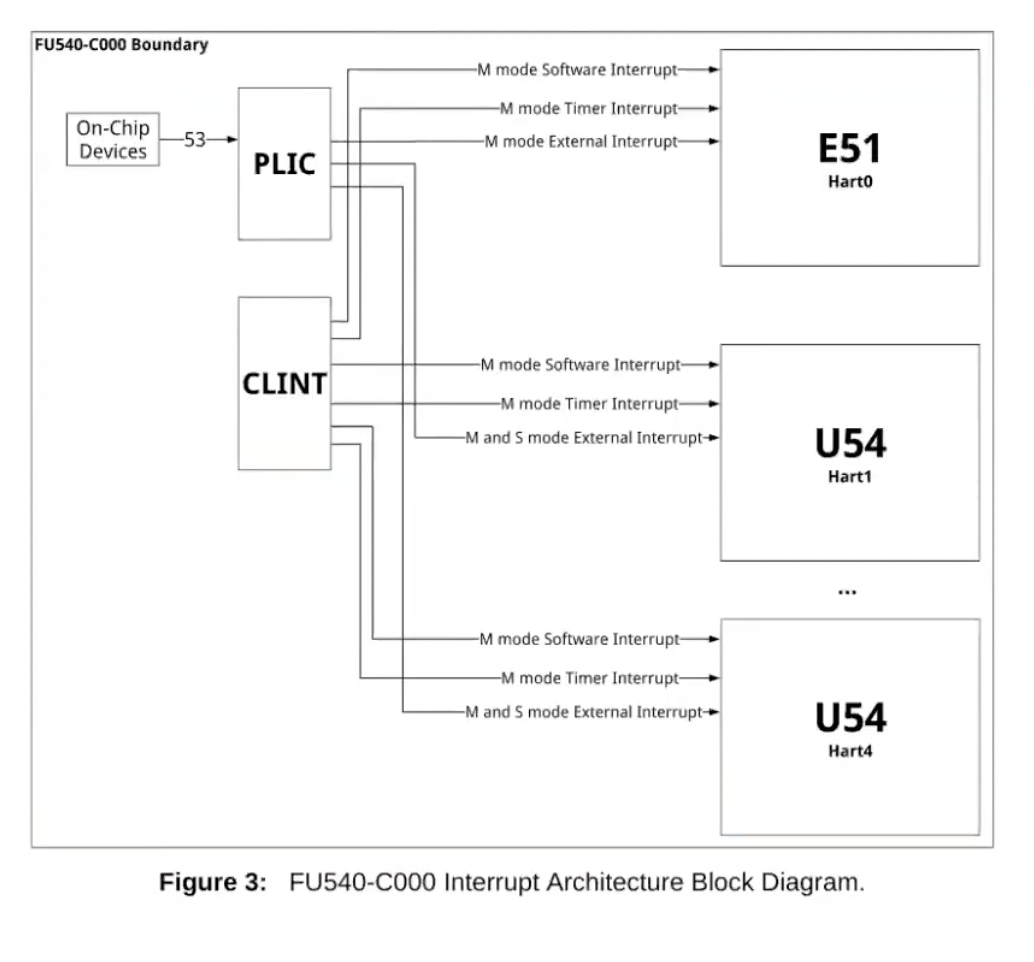 FU540-C000 Boundary
On-Chip
Devices
53
PLIC
M mode Software Interrupt
M mode Timer Interrupt
M mode External Interrupt
E51
Hart0
CLINT
M mode Software Interrupt
M mode Timer Interrupt
M and S mode External Interrupt
U54
Hart1
...
M mode Software Interrupt
M mode Timer Interrupt
M and S mode External Interrupt
U54
Hart4
Figure 3: FU540-C000 Interrupt Architecture Block Diagram.